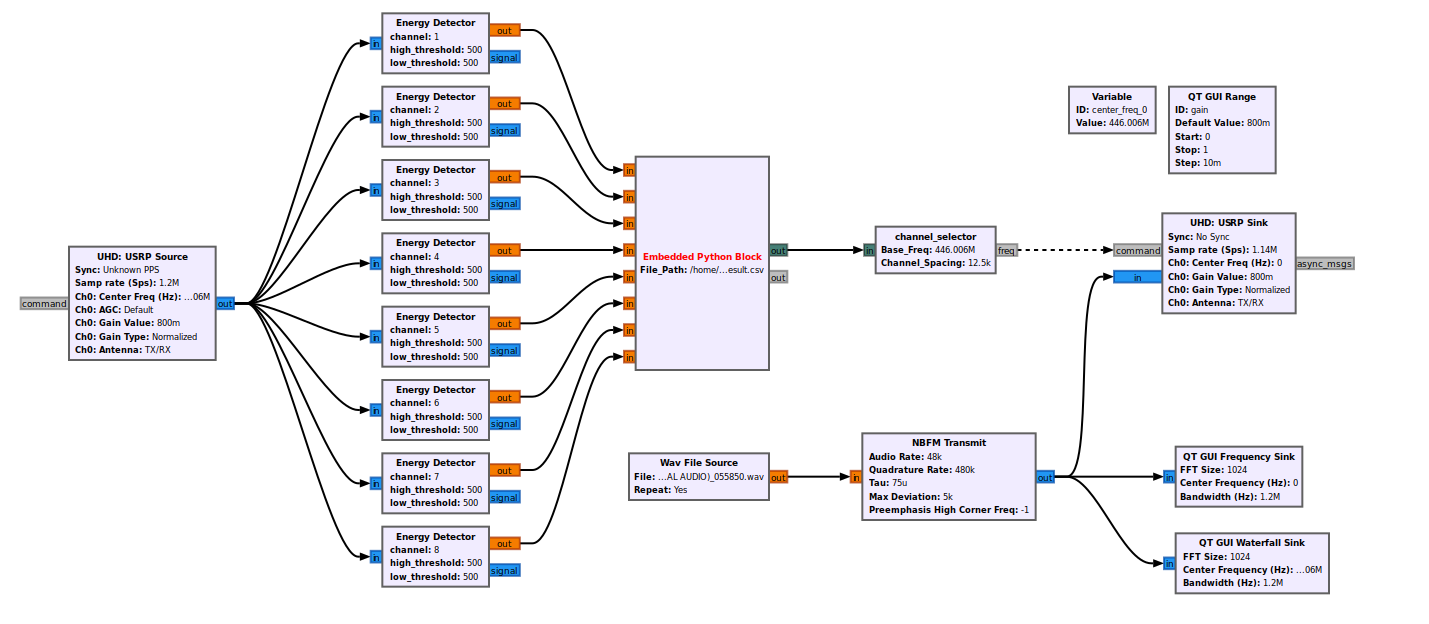 UHD: USRP Source
Sync: Unknown PPS
Samp rate (Sps): 1.2M
Ch0: Center Freq (Hz): ...06M
Ch0: AGC: Default
Ch0: Gain Value: 800m
Ch0: Gain Type: Normalized
Ch0: Antenna: TX/RX
command
out
Energy Detector
channel: 1
high_threshold: 500
low_threshold: 500
in
out
signal
Energy Detector
channel: 2
high_threshold: 500
low_threshold: 500
in
out
signal
Energy Detector
channel: 3
high_threshold: 500
low_threshold: 500
in
out
signal
Energy Detector
channel: 4
high_threshold: 500
low_threshold: 500
in
out
signal
Energy Detector
channel: 5
high_threshold: 500
low_threshold: 500
in
out
signal
Energy Detector
channel: 6
high_threshold: 500
low_threshold: 500
in
out
signal
Energy Detector
channel: 7
high_threshold: 500
low_threshold: 500
in
out
signal
Energy Detector
channel: 8
high_threshold: 500
low_threshold: 500
in
out
signal
in
in
in
in
in
in
in
in
Embedded Python Block
File_Path: /home/...esult.csv
out
out
in
channel_selector
Base_Freq: 446.006M
Channel_Spacing: 12.5k
freq
Variable
ID: center_freq_0
Value: 446.006M
QT GUI Range
ID: gain
Default Value: 800m
Start: 0
Stop: 1
Step: 10m
command
in
UHD: USRP Sink
Sync: No Sync
Samp rate (Sps): 1.14M
Ch0: Center Freq (Hz): 0
Ch0: Gain Value: 800m
Ch0: Gain Type: Normalized
Ch0: Antenna: TX/RX
async_msgs
Wav File Source
File: ...AL AUDIO)_055850.wav
Repeat: Yes
out
in
NBFM Transmit
Audio Rate: 48k
Quadrature Rate: 480k
Tau: 75u
Max Deviation: 5k
Preemphasis High Corner Freq: -1
out
in
QT GUI Frequency Sink
FFT Size: 1024
Center Frequency (Hz): 0
Bandwidth (Hz): 1.2M
in
QT GUI Waterfall Sink
FFT Size: 1024
Center Frequency (Hz): ...06M
Bandwidth (Hz): 1.2M